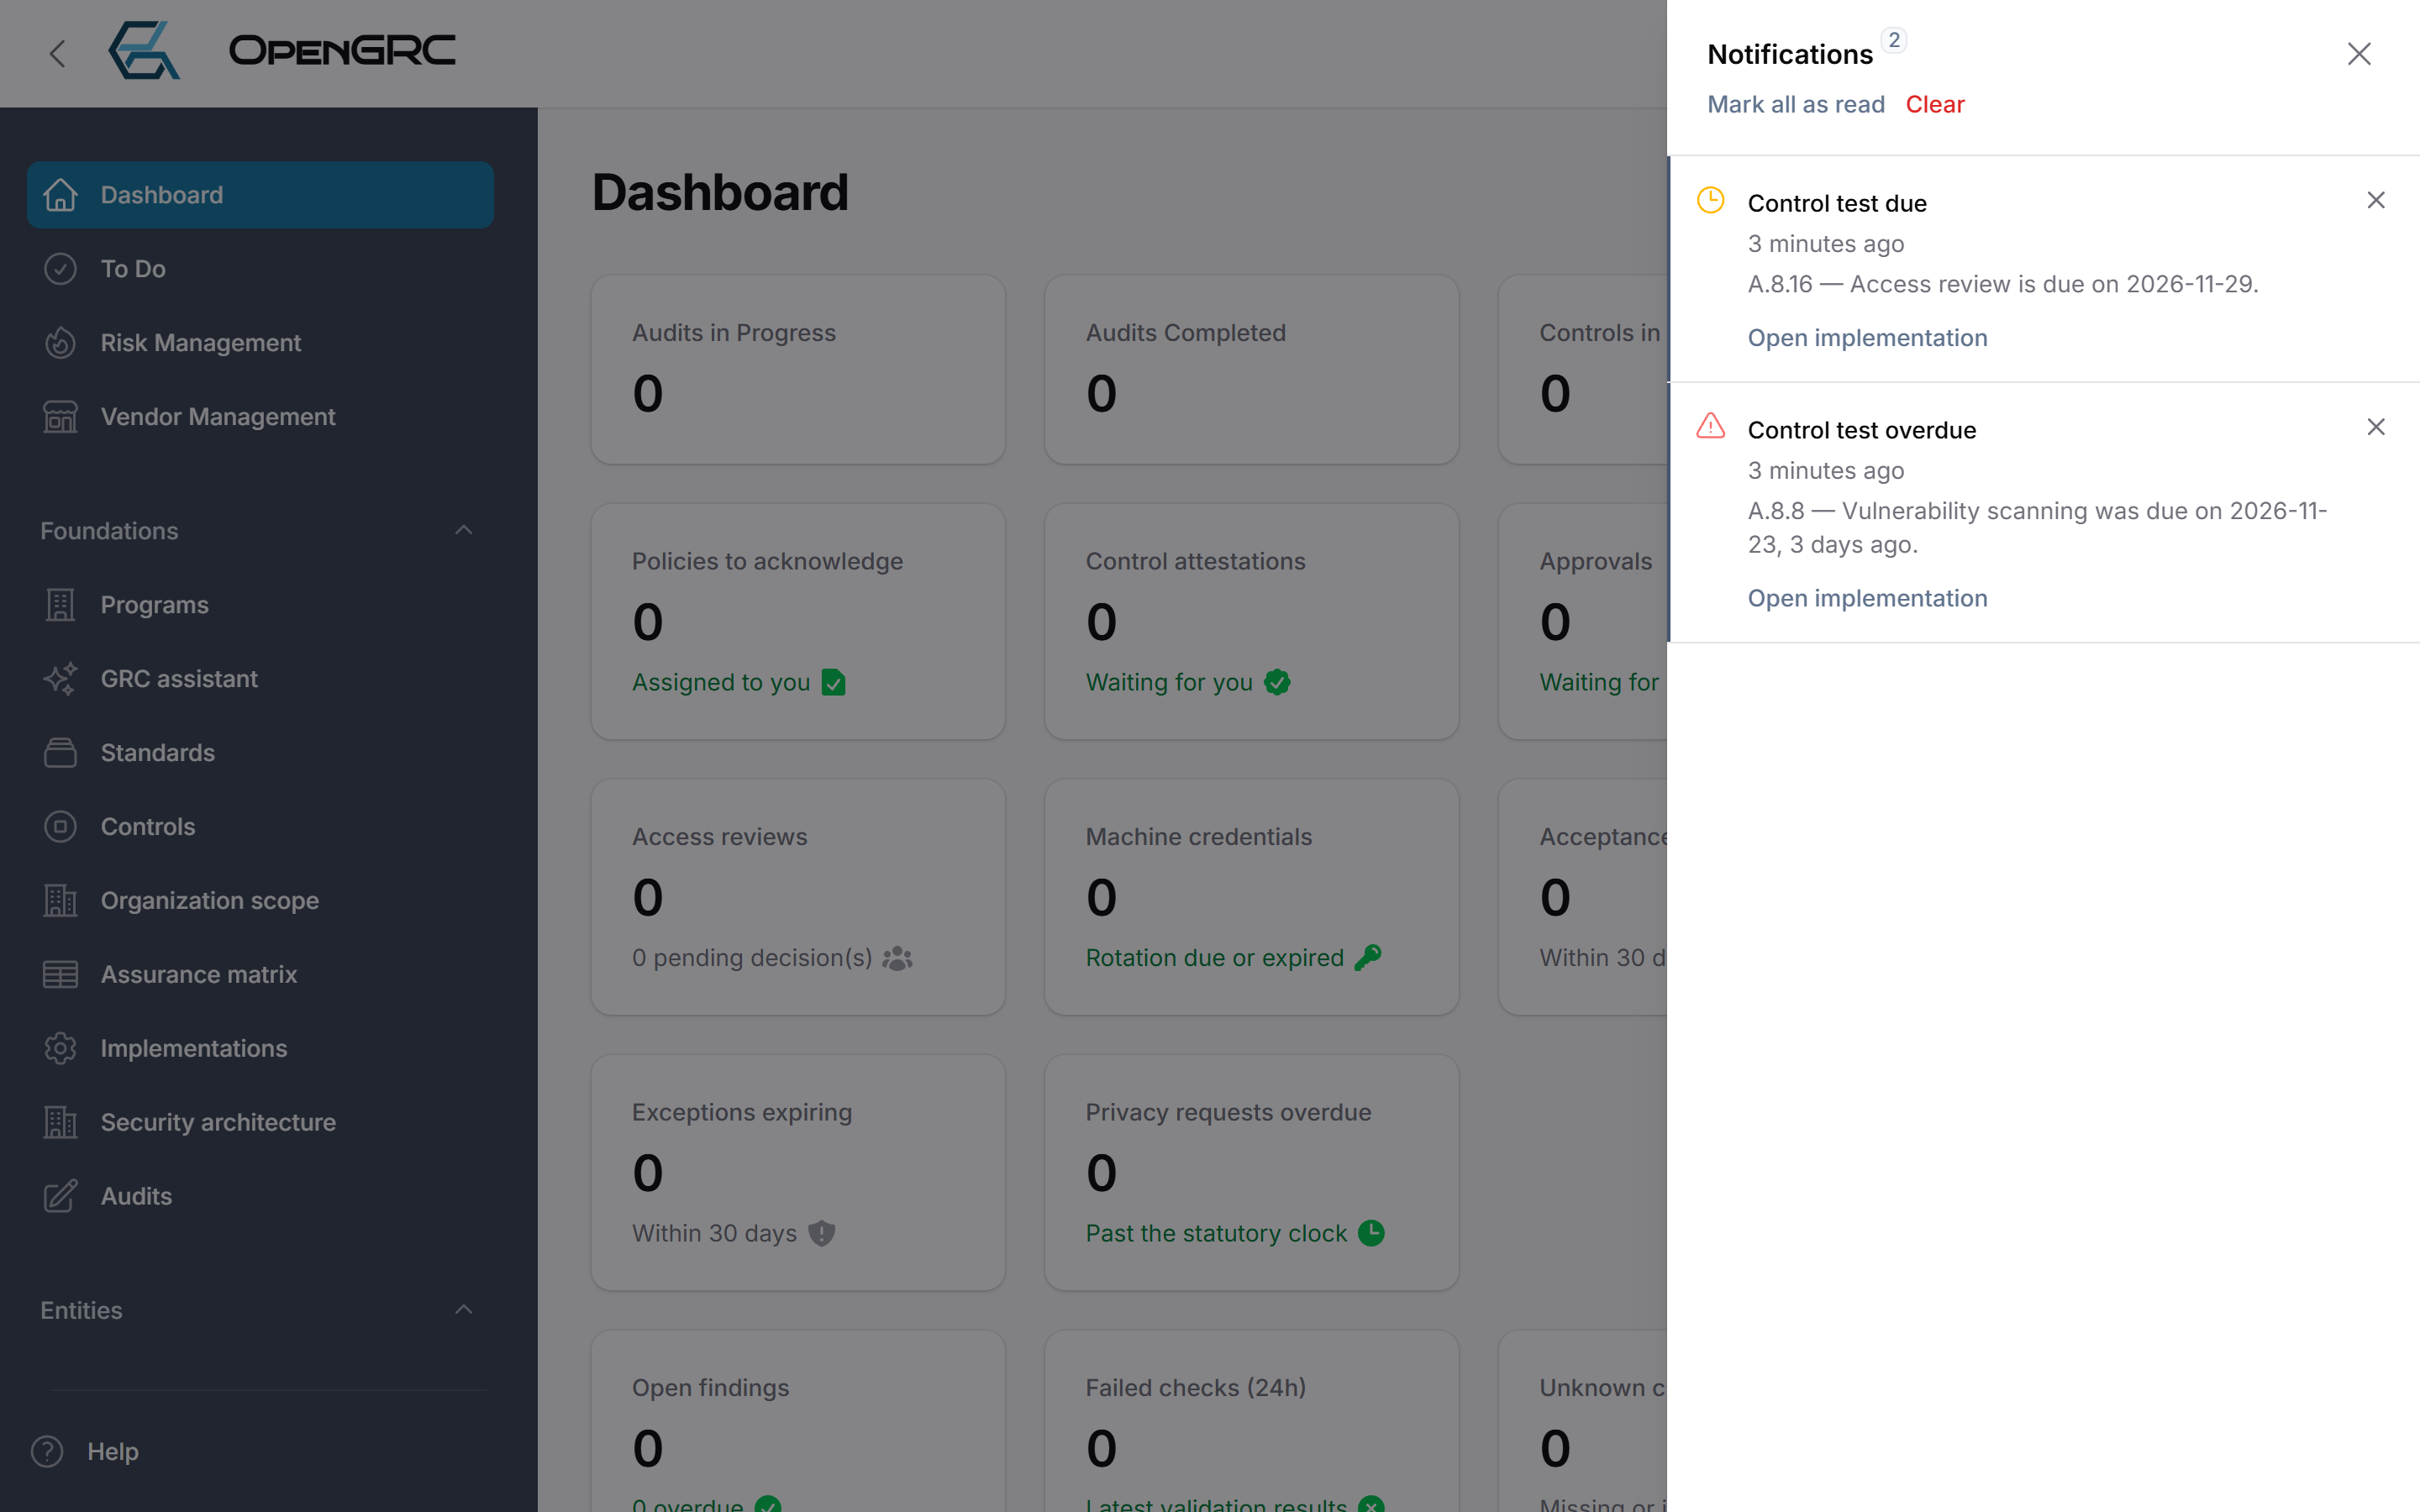 OpenGRC
Dashboard
To Do
Risk Management
Vendor Management
Foundations
Programs
GRC assistant
Standards
Controls
Organization scope
Assurance matrix
Implementations
Security architecture
Audits
Entities
Help
Dashboard
Audits in Progress
0
Audits Completed
0
Controls in
0
Policies to acknowledge
0
Assigned to you
Control attestations
0
Waiting for you
Approvals
0
Waiting for
Access reviews
0
0 pending decision(s)
Machine credentials
0
Rotation due or expired
Acceptance
0
Within 30 d
Exceptions expiring
0
Within 30 days
Privacy requests overdue
0
Past the statutory clock
Open findings
0
0 overdue
Failed checks (24h)
0
Latest validation results
Unknown c
0
Missing or i
Notifications 2
Mark all as read Clear
Control test due
3 minutes ago
A.8.16 — Access review is due on 2026-11-29.
Open implementation
Control test overdue
3 minutes ago
A.8.8 — Vulnerability scanning was due on 2026-11-
23, 3 days ago.
Open implementation